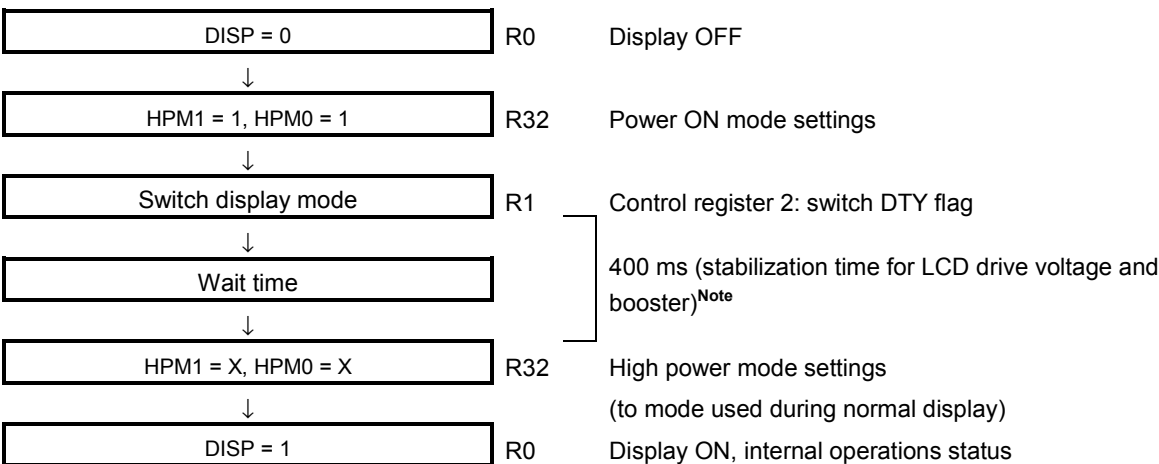 DISP = 0 R0 Display OFF
↓
HPM1 = 1, HPM0 = 1 R32 Power ON mode settings
↓
Switch display mode R1 Control register 2: switch DTY flag
↓
Wait time 400 ms (stabilization time for LCD drive voltage and
booster)Note
↓
HPM1 = X, HPM0 = X R32 High power mode settings
↓ (to mode used during normal display)
DISP = 1 R0 Display ON, internal operations status